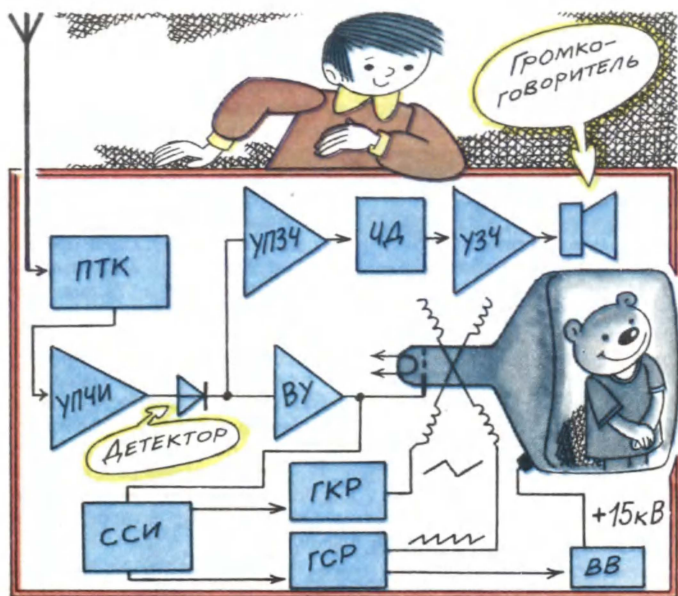 ГРОМКО-
ГОВОРИТЕЛЬ
УПЗЧ
ЧД
УЗЧ
ПТК
УПЧИ
ВУ
ДЕТЕКТОР
ГКР
ССИ
ГСР
+15кВ
ВВ